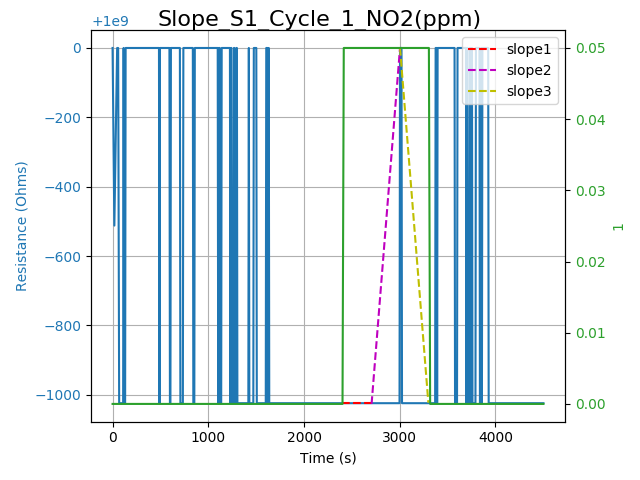 Slope_S1_Cycle_1_NO2(ppm)
+1e9
slope1
slope2
slope3
0
−200
−400
−600
−800
−1000
Resistance (Ohms)
0.05
0.04
0.03
0.02
0.01
0.00
1
0
1000
2000
3000
4000
Time (s)